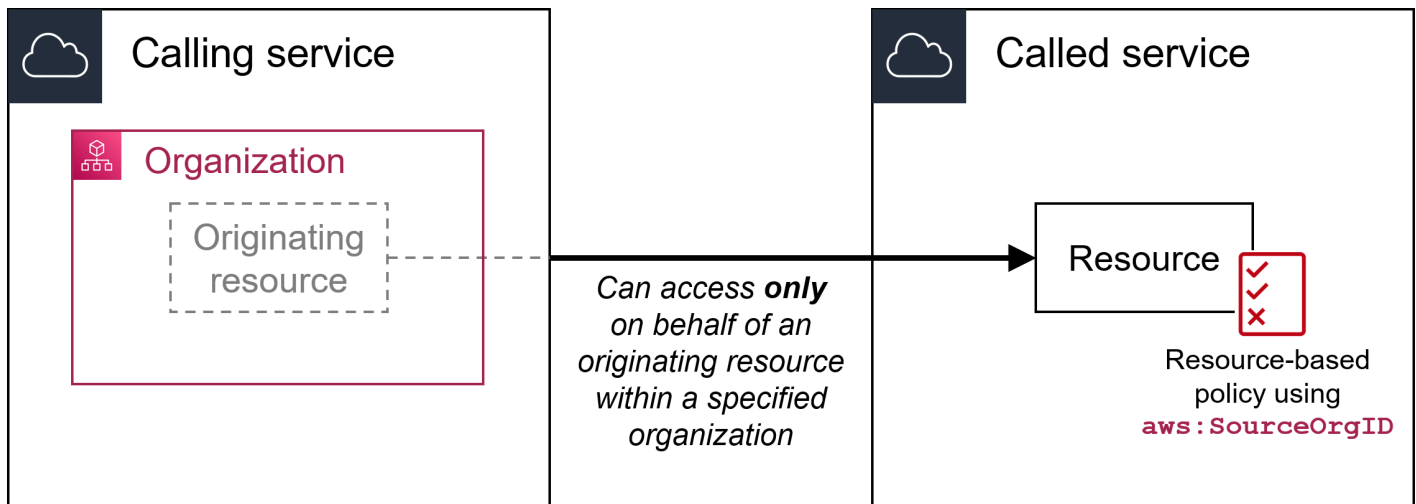 Calling service
Organization
Originating
resource
Can access only
on behalf of an
originating resource
within a specified
organization
Called service
Resource
Resource-based
policy using
aws:SourceOrgID